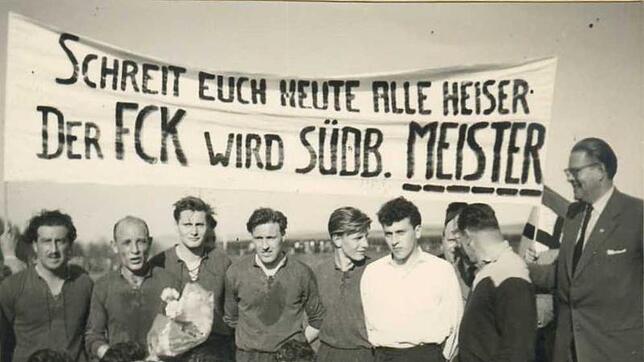 SCHREIT EUCH HEUTE ALLE HEISER.
DER FCK WIRD SÜDB. MEISTER